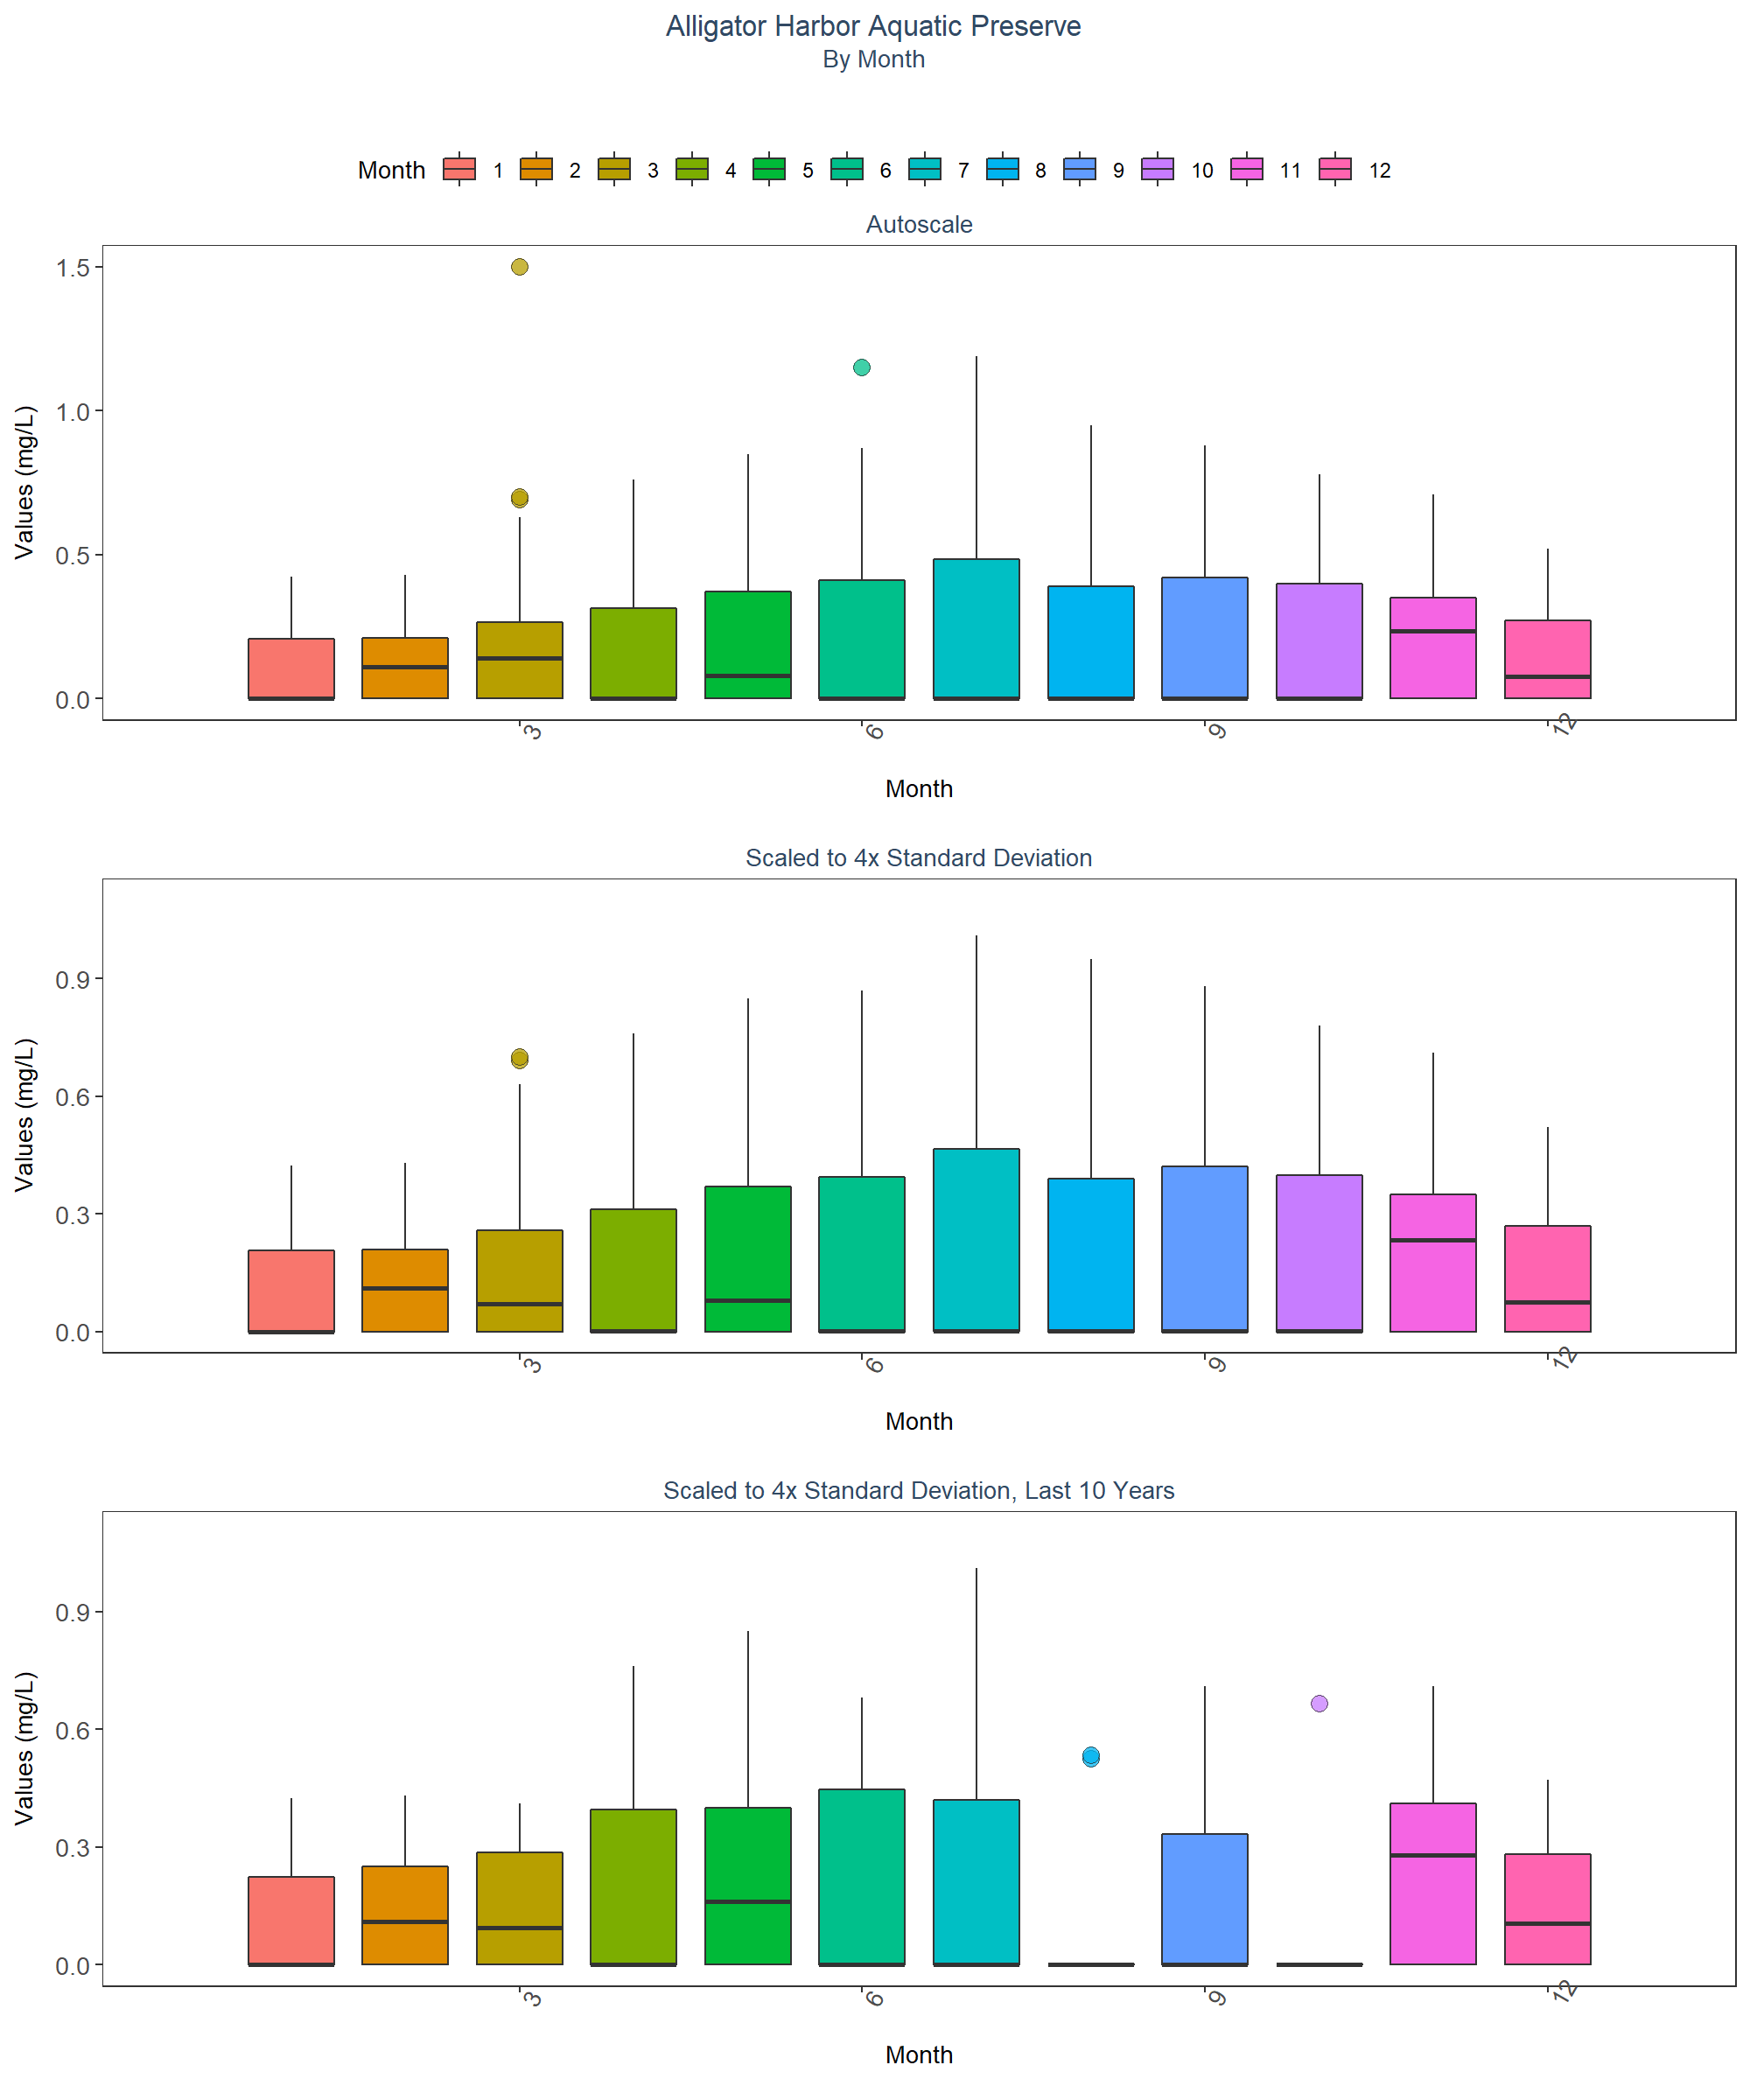 Alligator Harbor Aquatic Preserve
By Month
Month 1 2 3 4 5 6 7 8 9 10 11 12
Autoscale
Values (mg/L)
1.5
1.0
0.5
0.0
3 6 9 12
Month
Scaled to 4x Standard Deviation
Values (mg/L)
0.9
0.6
0.3
0.0
3 6 9 12
Month
Scaled to 4x Standard Deviation, Last 10 Years
Values (mg/L)
0.9
0.6
0.3
0.0
3 6 9 12
Month